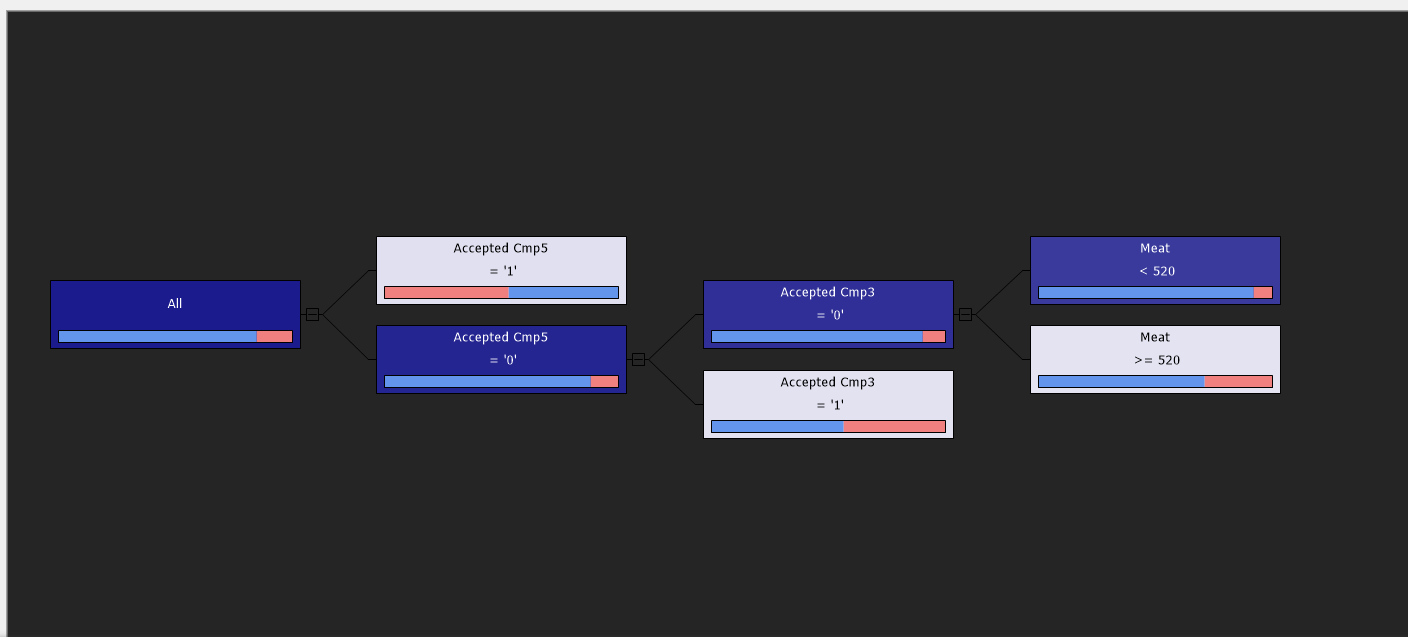 All
Accepted Cmp5
= '1'
Accepted Cmp5
= '0'
Accepted Cmp3
= '0'
Accepted Cmp3
= '1'
Meat
< 520
Meat
>= 520